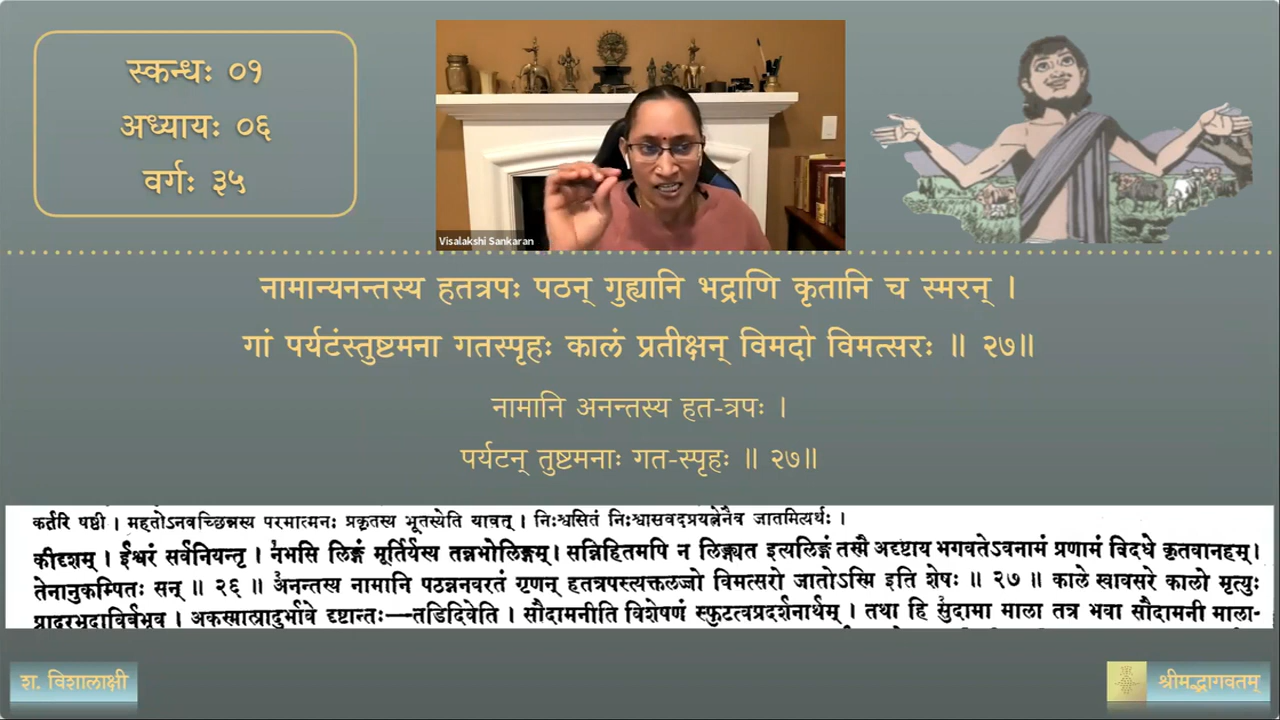 स्कन्धः ०१
अध्यायः ०६
वर्गः ३५
Visalakshi Sankaran
नामान्यनन्तस्य हतत्रपः पठन् गुह्यानि भद्राणि कृतानि च स्मरन् ।
गां पर्यटंस्तुष्टमना गतस्पृहः कालं प्रतीक्षन् विमदो विमत्सरः ॥ २७॥
नामानि अनन्तस्य हत-त्रपः ।
पर्यटन् तुष्टमनाः गत-स्पृहः ॥ २७॥
कर्तरि षष्ठी । महतोऽनवच्छिन्नस्य परमात्मनः प्रकृतस्य भूतस्येति यावत् । निःश्वसितं निःश्वासवदप्रयत्नेनैव जातमित्यर्थः ।
कीदृशम् । ईश्वरं सर्वनियन्तृ । नभसि लिङ्गं मूर्तिर्यस्य तन्नभोलिङ्गम् । सन्निहितमपि न लिङ्ग्यत इत्यलिङ्गं तस्मै अदृष्टाय भगवतेऽवनामं प्रणामं विदधे कृतवानहम् ।
तेनानुकम्पितः सन् ॥ २६ ॥ अनन्तस्य नामानि पठन्ननवरतं गृणन् हतत्रपस्त्यक्तलज्जो विमत्सरो जातोऽस्मि इति शेषः ॥ २७ ॥ काले स्वावसरे कालो मृत्युः
प्रादुरभूदाविर्बभूव । अकस्मात्प्रादुर्भावे दृष्टान्तः—तडिदिवेति । सौदामनीति विशेषणं स्फुटत्वप्रदर्शनार्थम् । तथा हि सुदामा माला तत्र भवा सौदामनी माला-
श. विशालाक्षी
श्रीमद्भागवतम्